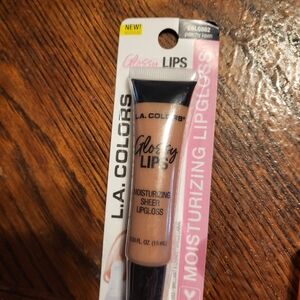 NEW!
Glossy LIPS
L.A. COLORS
L.A. COLORS
Glossy
LIPS
MOISTURIZING
SHEER
LIPGLOSS
MOISTURIZING LIPGLOSS